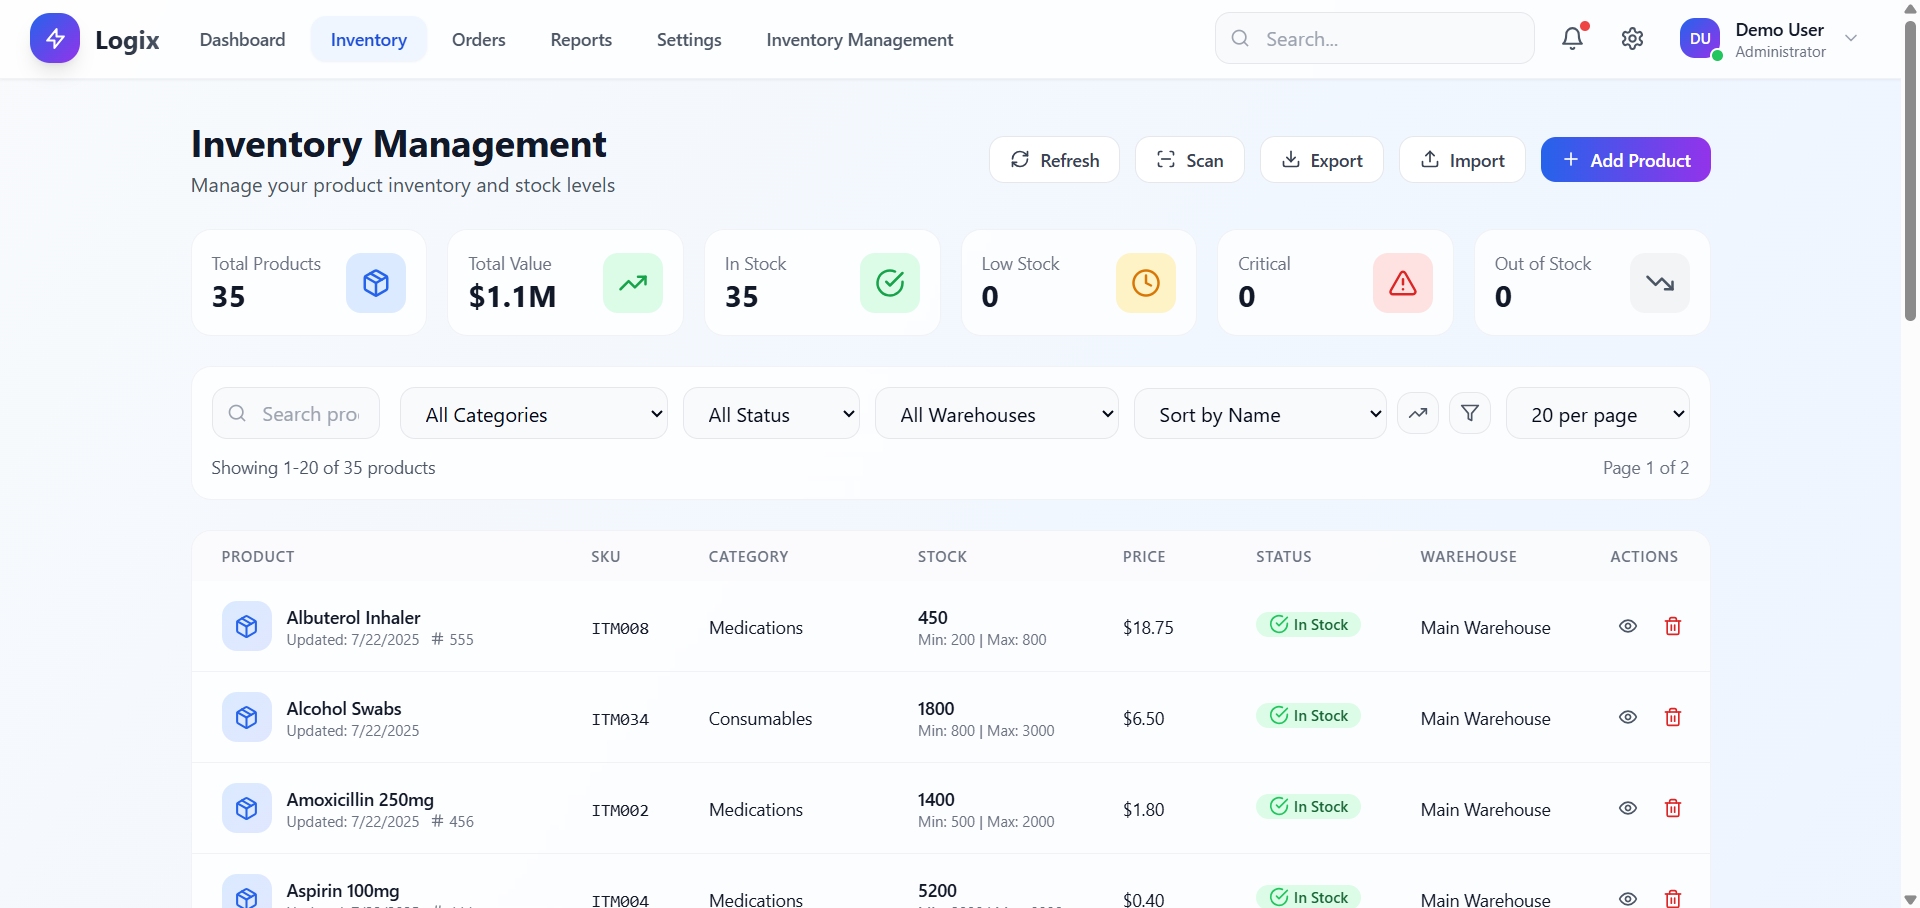 Logix
Dashboard Inventory Orders Reports Settings Inventory Management
Search...
DU
Demo User
Administrator
Inventory Management
Manage your product inventory and stock levels
Refresh Scan Export Import Add Product
Total Products
35
Total Value
$1.1M
In Stock
35
Low Stock
0
Critical
0
Out of Stock
0
Search pro
All Categories
All Status
All Warehouses
Sort by Name
20 per page
Showing 1-20 of 35 products
Page 1 of 2
PRODUCT SKU CATEGORY STOCK PRICE STATUS WAREHOUSE ACTIONS
Albuterol Inhaler
Updated: 7/22/2025 # 555
ITM008
Medications
450
Min: 200 | Max: 800
$18.75
In Stock
Main Warehouse
Alcohol Swabs
Updated: 7/22/2025
ITM034
Consumables
1800
Min: 800 | Max: 3000
$6.50
In Stock
Main Warehouse
Amoxicillin 250mg
Updated: 7/22/2025 # 456
ITM002
Medications
1400
Min: 500 | Max: 2000
$1.80
In Stock
Main Warehouse
Aspirin 100mg
ITM004
Medications
5200
$0.40
In Stock
Main Warehouse